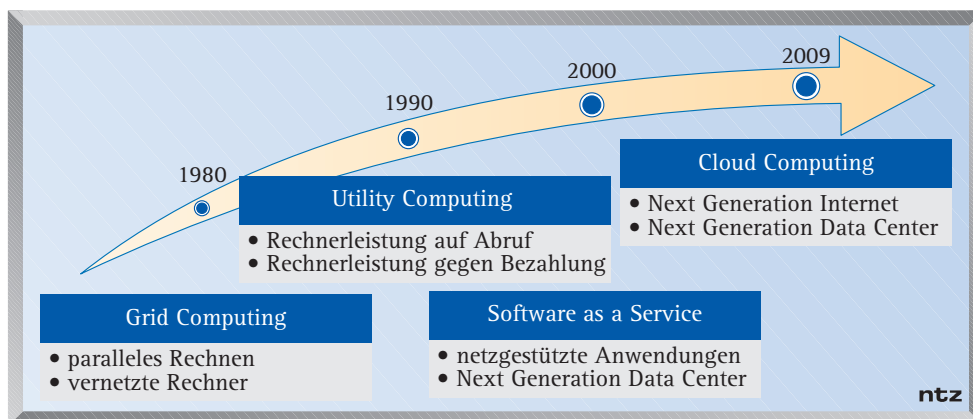 2009
2000
1990
1980
Cloud Computing
• Next Generation Internet
• Next Generation Data Center
Utility Computing
• Rechnerleistung auf Abruf
• Rechnerleistung gegen Bezahlung
Grid Computing
• paralleles Rechnen
• vernetzte Rechner
Software as a Service
• netzgestützte Anwendungen
• Next Generation Data Center
ntz